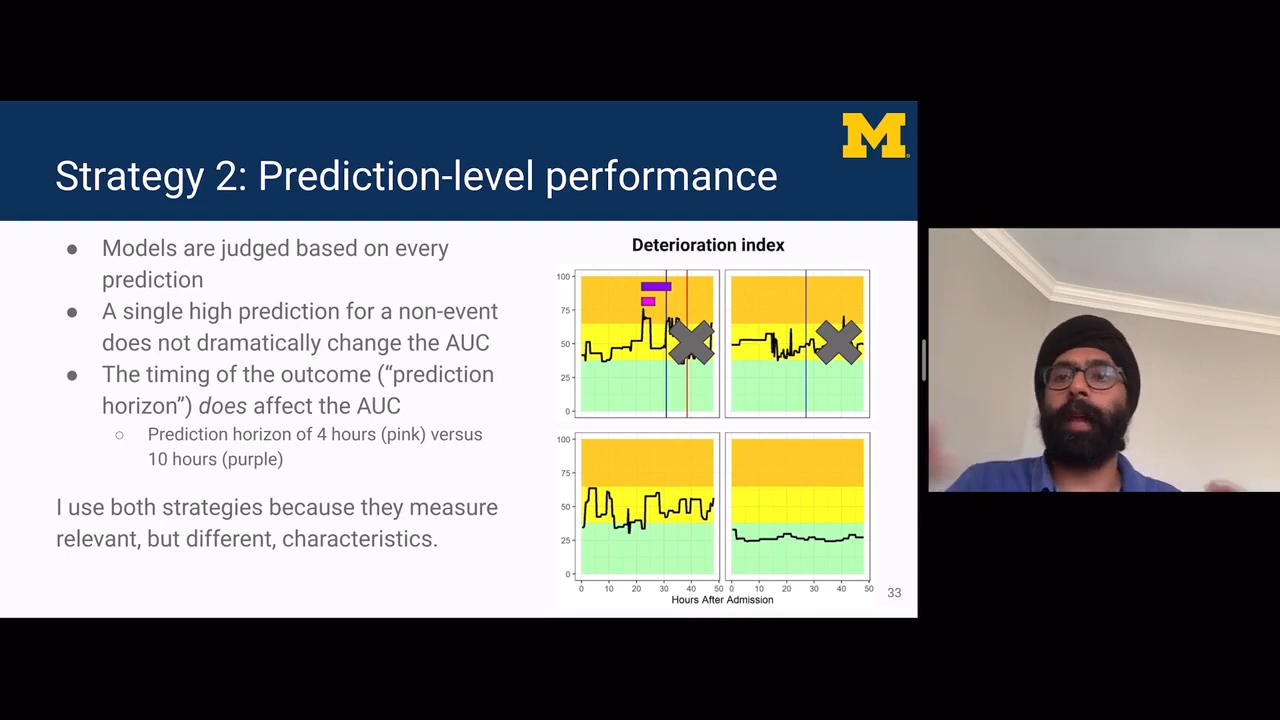 M
Strategy 2: Prediction-level performance
● Models are judged based on every
prediction
● A single high prediction for a non-event
does not dramatically change the AUC
● The timing of the outcome (“prediction
horizon”) does affect the AUC
○ Prediction horizon of 4 hours (pink) versus
10 hours (purple)
I use both strategies because they measure
relevant, but different, characteristics.
Deterioration index
100
75
50
25
0
100
75
50
25
0
0 10 20 30 40 50 0 10 20 30 40 50
Hours After Admission
33